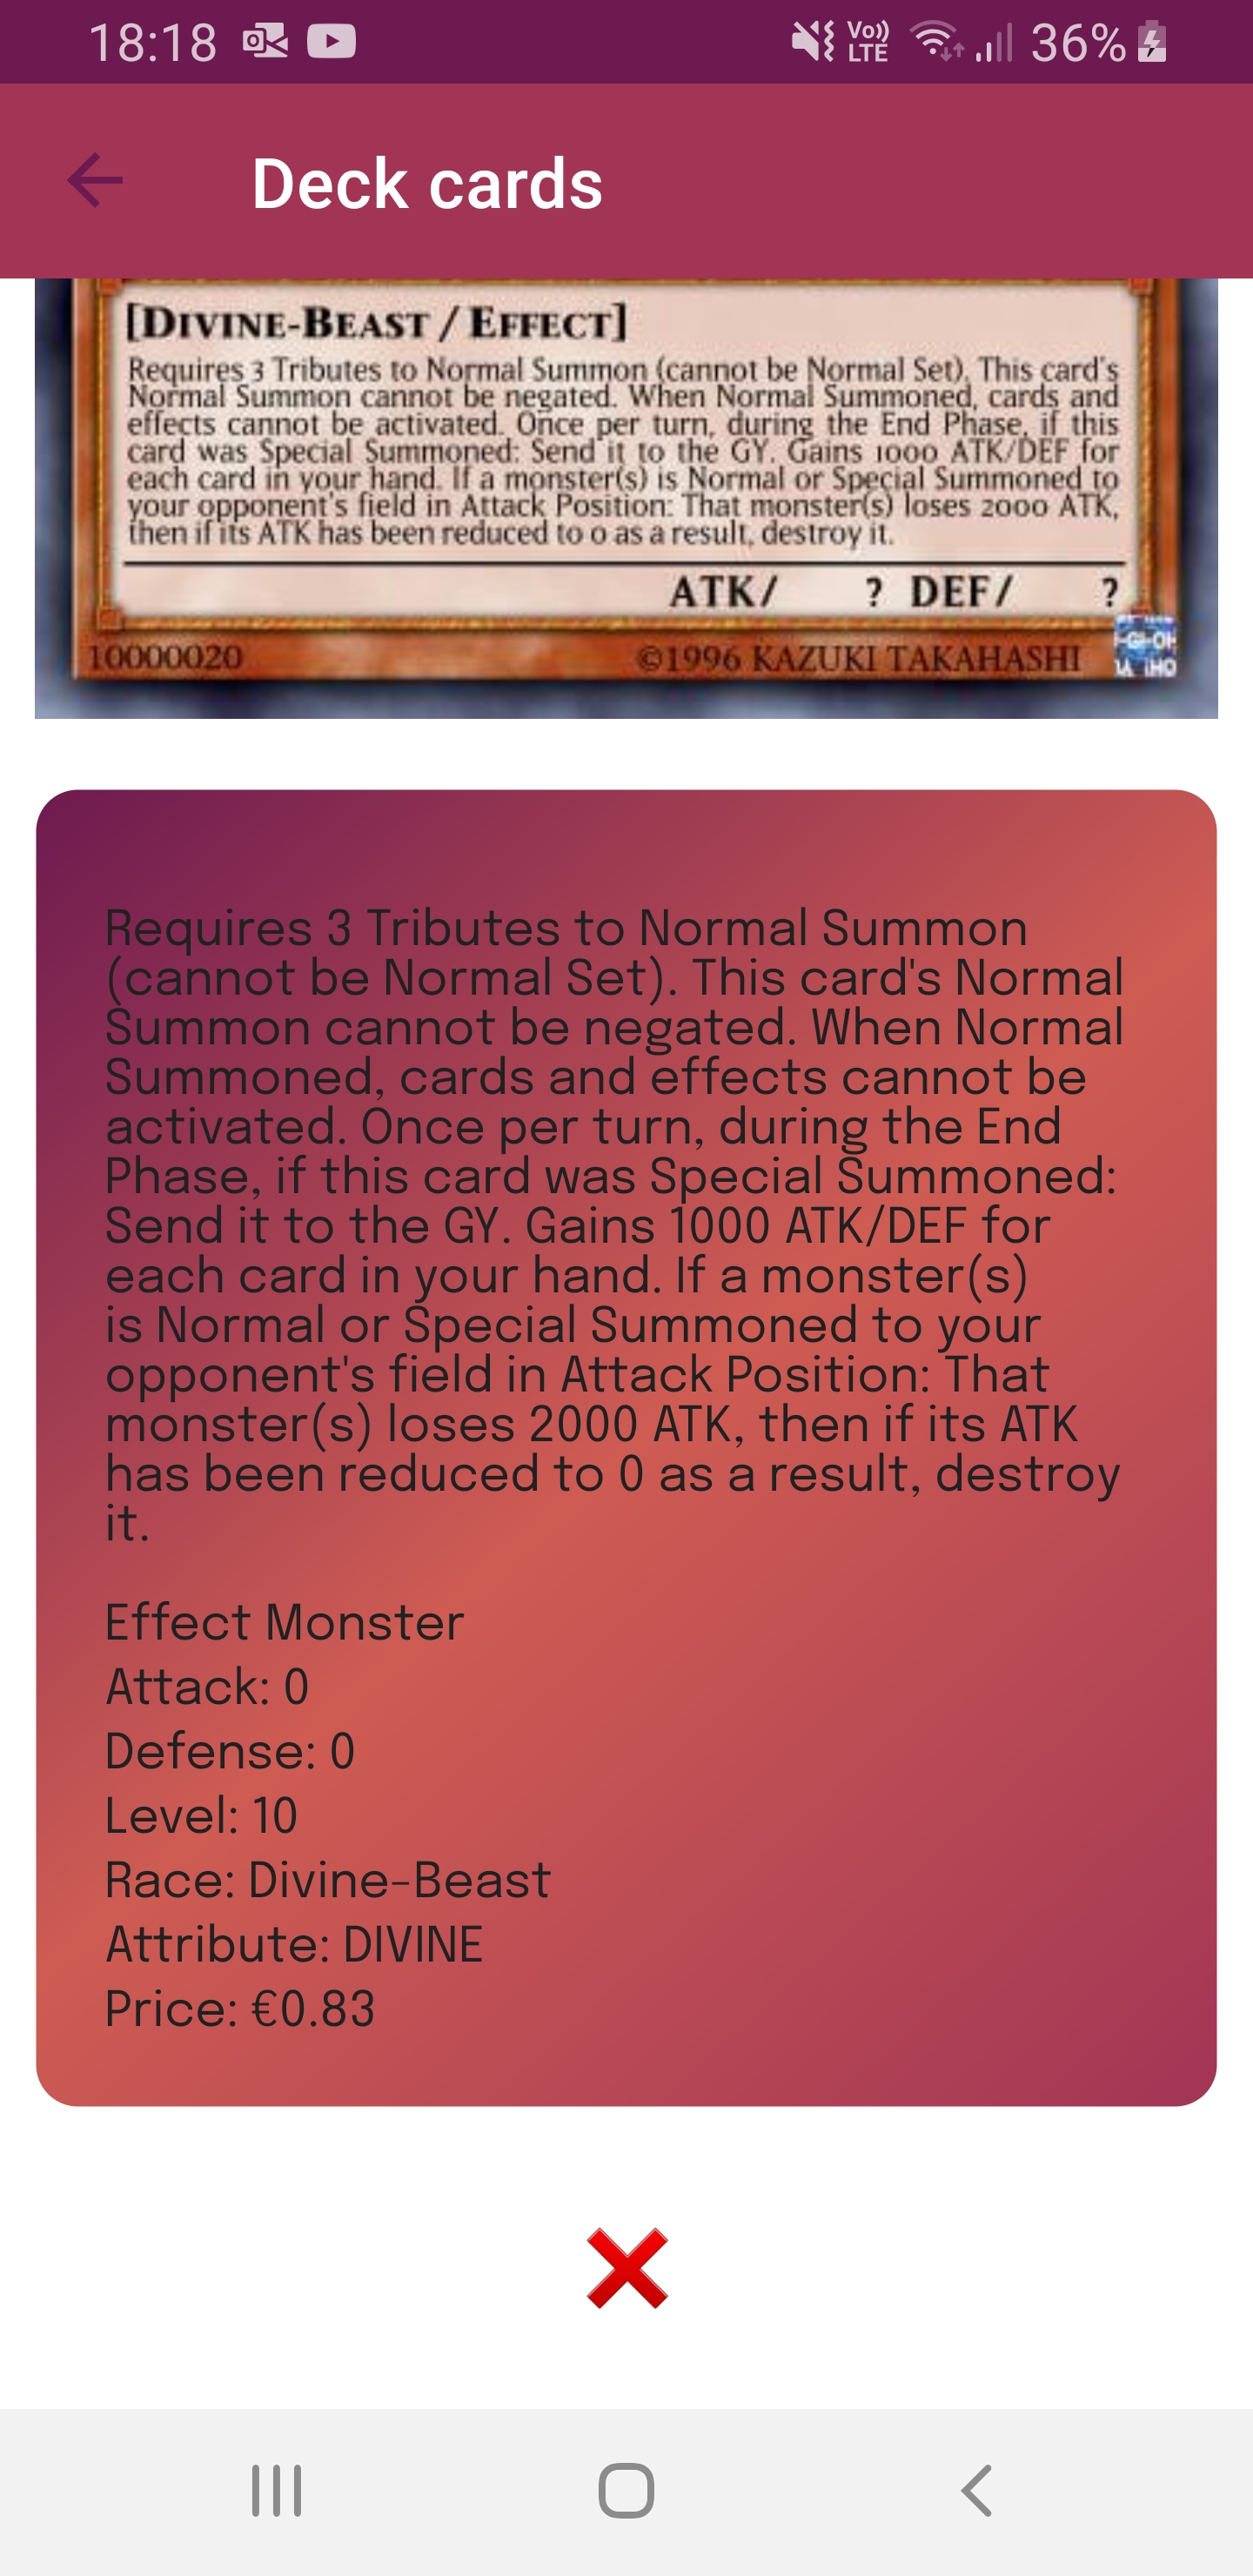 18:18
Vo))
LTE
36%
Deck cards
[DIVINE-BEAST / EFFECT]
Requires 3 Tributes to Normal Summon (cannot be Normal Set). This card's
Normal Summon cannot be negated. When Normal Summoned, cards and
effects cannot be activated. Once per turn, during the End Phase, if this
card was Special Summoned: Send it to the GY. Gains 1000 ATK/DEF for
each card in your hand. If a monster(s) is Normal or Special Summoned to
your opponent's field in Attack Position: That monster(s) loses 2000 ATK,
then if its ATK has been reduced to 0 as a result, destroy it.
ATK/ ? DEF/ ?
10000020 ©1996 KAZUKI TAKAHASHI
Requires 3 Tributes to Normal Summon
(cannot be Normal Set). This card's Normal
Summon cannot be negated. When Normal
Summoned, cards and effects cannot be
activated. Once per turn, during the End
Phase, if this card was Special Summoned:
Send it to the GY. Gains 1000 ATK/DEF for
each card in your hand. If a monster(s)
is Normal or Special Summoned to your
opponent's field in Attack Position: That
monster(s) loses 2000 ATK, then if its ATK
has been reduced to 0 as a result, destroy
it.
Effect Monster
Attack: 0
Defense: 0
Level: 10
Race: Divine-Beast
Attribute: DIVINE
Price: €0.83